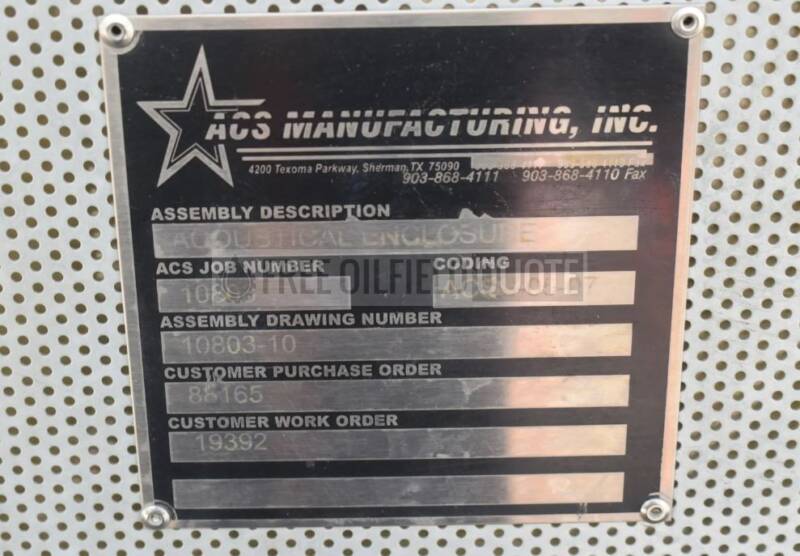 ACS MANUFACTURING, INC.
4200 Texoma Parkway, Sherman, TX 75090
903-868-4111 903-868-4110 Fax
ASSEMBLY DESCRIPTION
ACOUSTICAL ENCLOSURE
ACS JOB NUMBER CODING
FREE OILFIELD QUOTE
ASSEMBLY DRAWING NUMBER
10803-10
CUSTOMER PURCHASE ORDER
88165
CUSTOMER WORK ORDER
19392